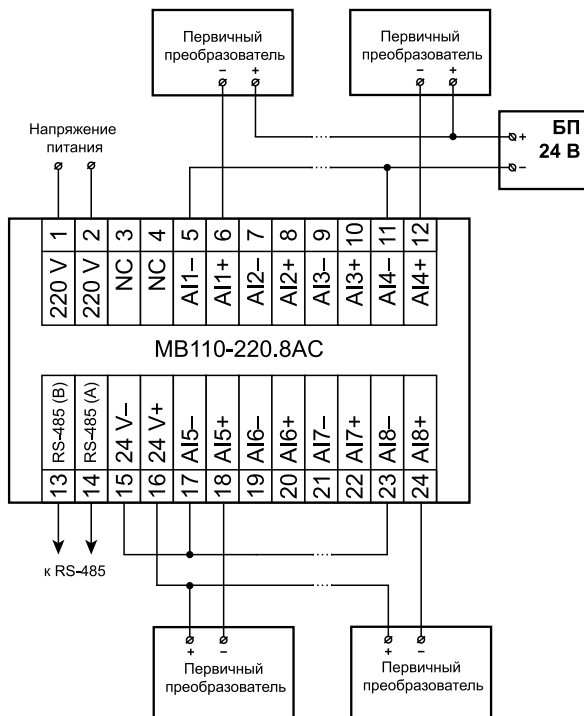 Первичный
преобразователь
– +
Первичный
преобразователь
– +
Напряжение
питания
БП
24 В
+
–
1 2 3 4 5 6 7 8 9 10 11 12
220 V 220 V NC NC AI1– AI1+ AI2– AI2+ AI3– AI3+ AI4– AI4+
МВ110-220.8АС
RS-485 (B) RS-485 (A) 24 V– 24 V+ AI5– AI5+ AI6– AI6+ AI7– AI7+ AI8– AI8+
13 14 15 16 17 18 19 20 21 22 23 24
к RS-485
+ –
Первичный
преобразователь
+ –
Первичный
преобразователь